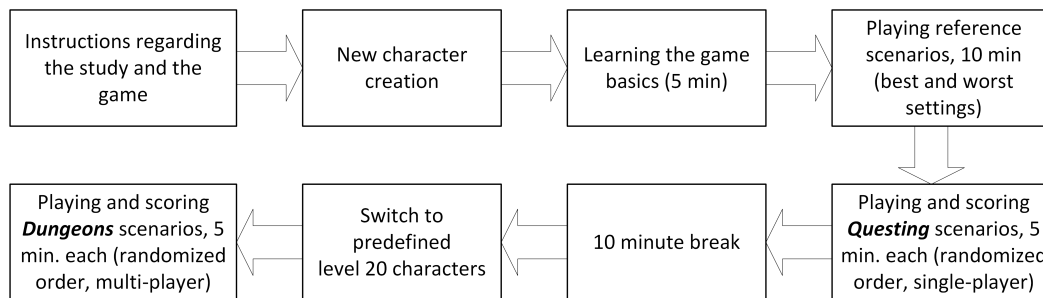 Instructions regarding
the study and the
game
New character
creation
Learning the game
basics (5 min)
Playing reference
scenarios, 10 min
(best and worst
settings)
Playing and scoring
Questing scenarios, 5
min. each (randomized
order, single-player)
10 minute break
Switch to
predefined
level 20 characters
Playing and scoring
Dungeons scenarios, 5
min. each (randomized
order, multi-player)